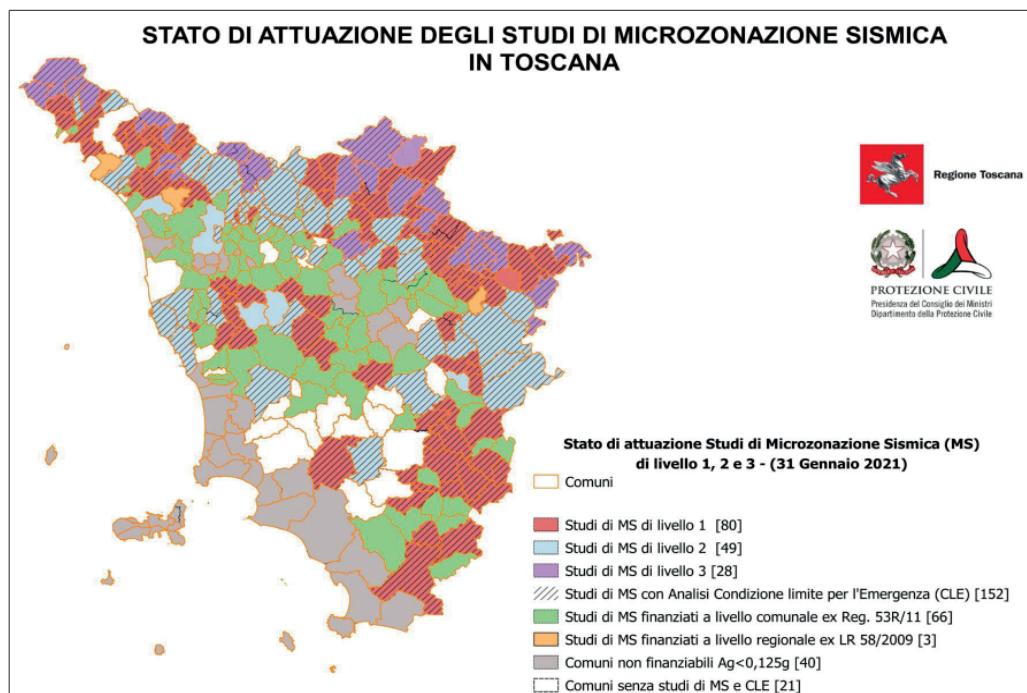 STATO DI ATTUAZIONE DEGLI STUDI DI MICROZONAZIONE SISMICA
IN TOSCANA
Regione Toscana
PROTEZIONE CIVILE
Presidenza del Consiglio dei Ministri
Dipartimento della Protezione Civile
Stato di attuazione Studi di Microzonazione Sismica (MS)
di livello 1, 2 e 3 - (31 Gennaio 2021)
Comuni
Studi di MS di livello 1 [80]
Studi di MS di livello 2 [49]
Studi di MS di livello 3 [28]
Studi di MS con Analisi Condizione limite per l'Emergenza (CLE) [152]
Studi di MS finanziati a livello comunale ex Reg. 53R/11 [66]
Studi di MS finanziati a livello regionale ex LR 58/2009 [3]
Comuni non finanziabili Ag<0,125g [40]
Comuni senza studi di MS e CLE [21]